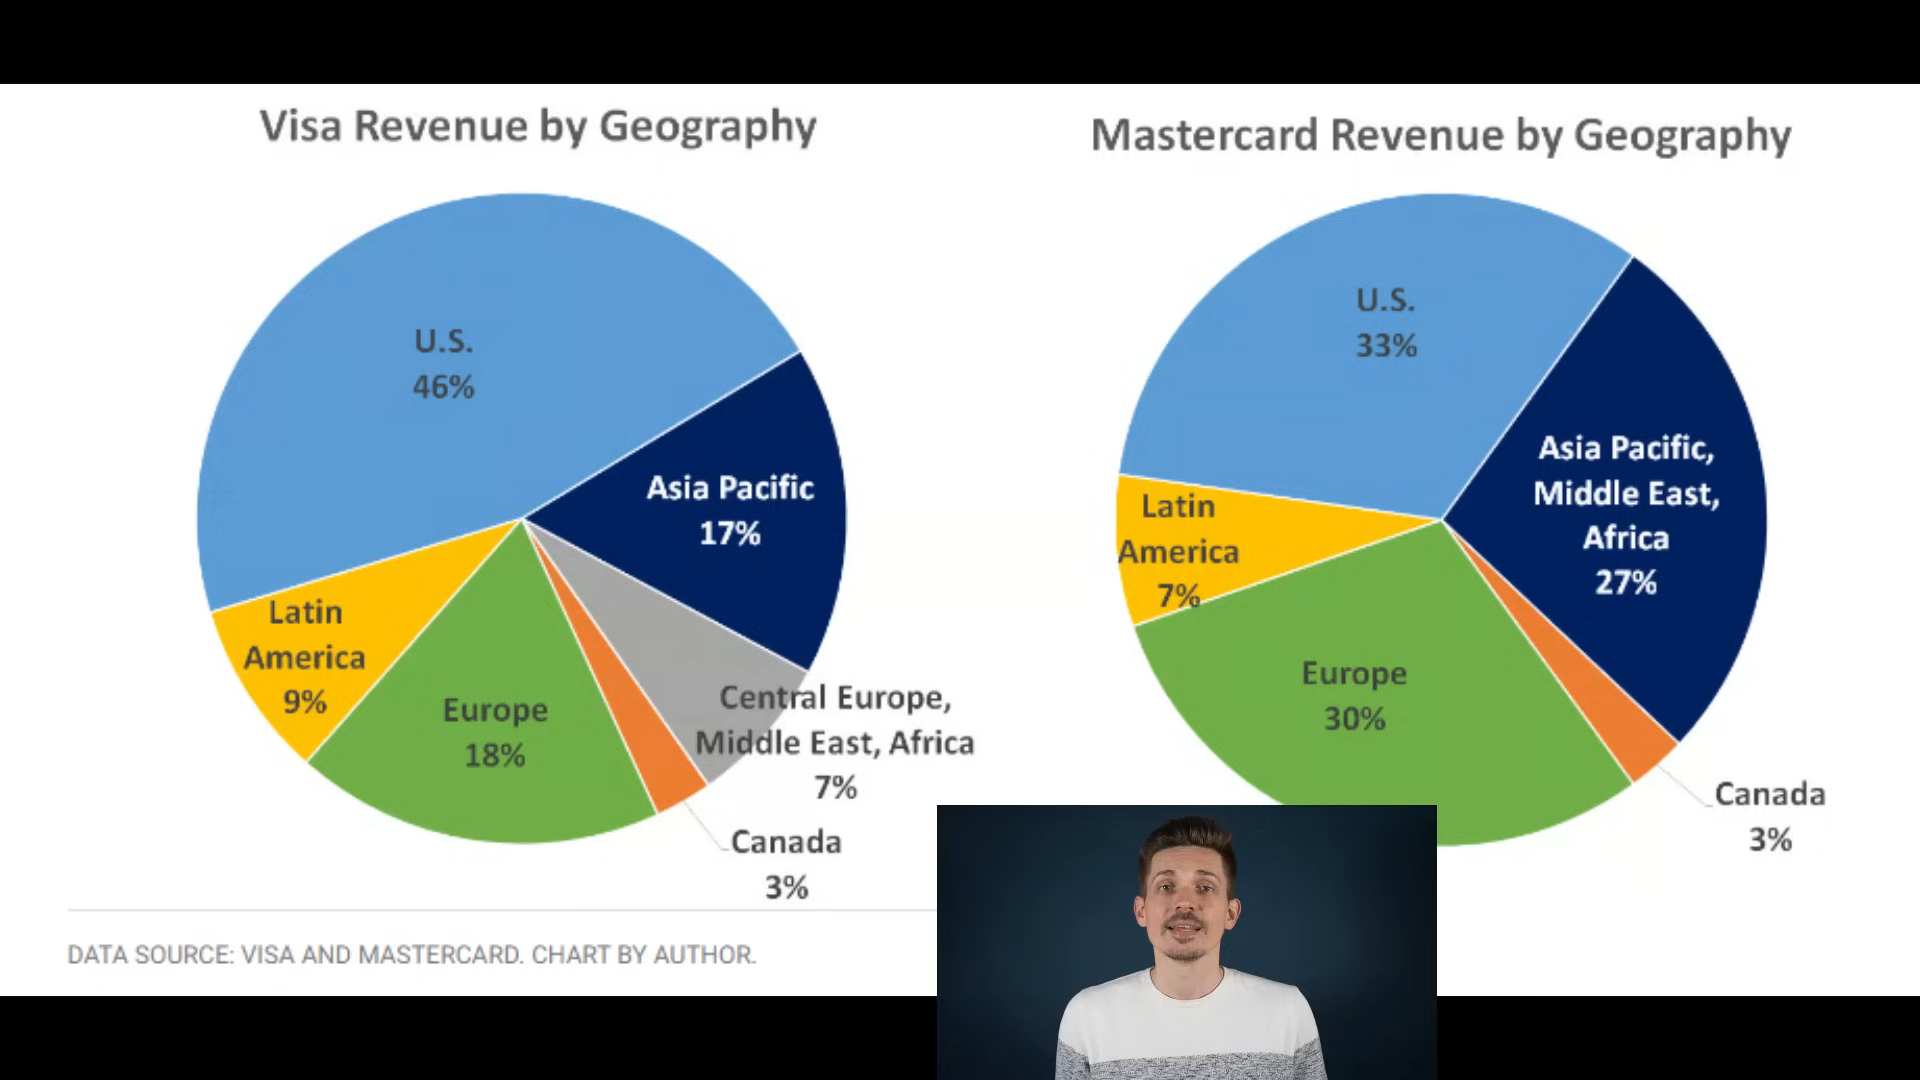 Visa Revenue by Geography
U.S.
46%
Asia Pacific
17%
Latin
America
9%
Europe
18%
Central Europe,
Middle East, Africa
7%
Canada
3%
Mastercard Revenue by Geography
U.S.
33%
Asia Pacific,
Middle East,
Africa
27%
Latin
America
7%
Europe
30%
Canada
3%
DATA SOURCE: VISA AND MASTERCARD. CHART BY AUTHOR.